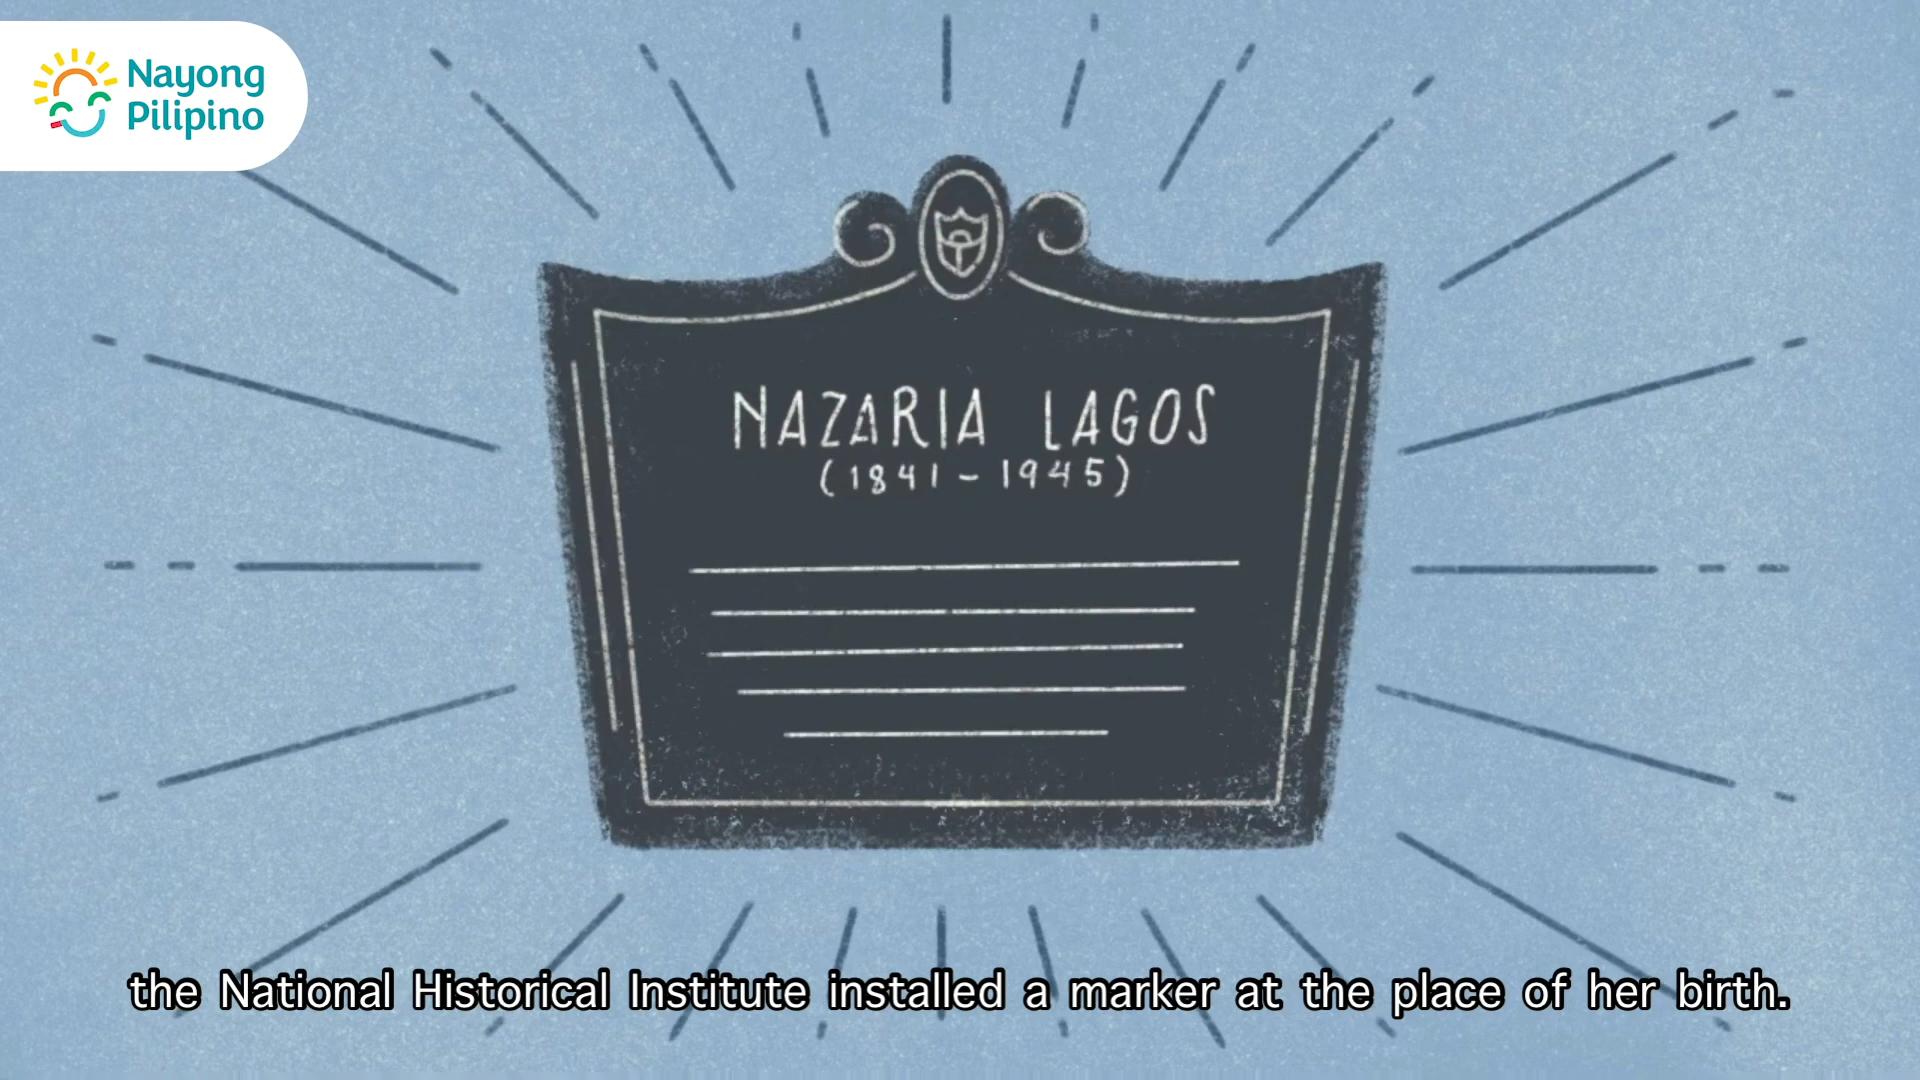 Nayong
Pilipino
NAZARIA LAGOS
(1841-1945)
the National Historical Institute installed a marker at the place of her birth.